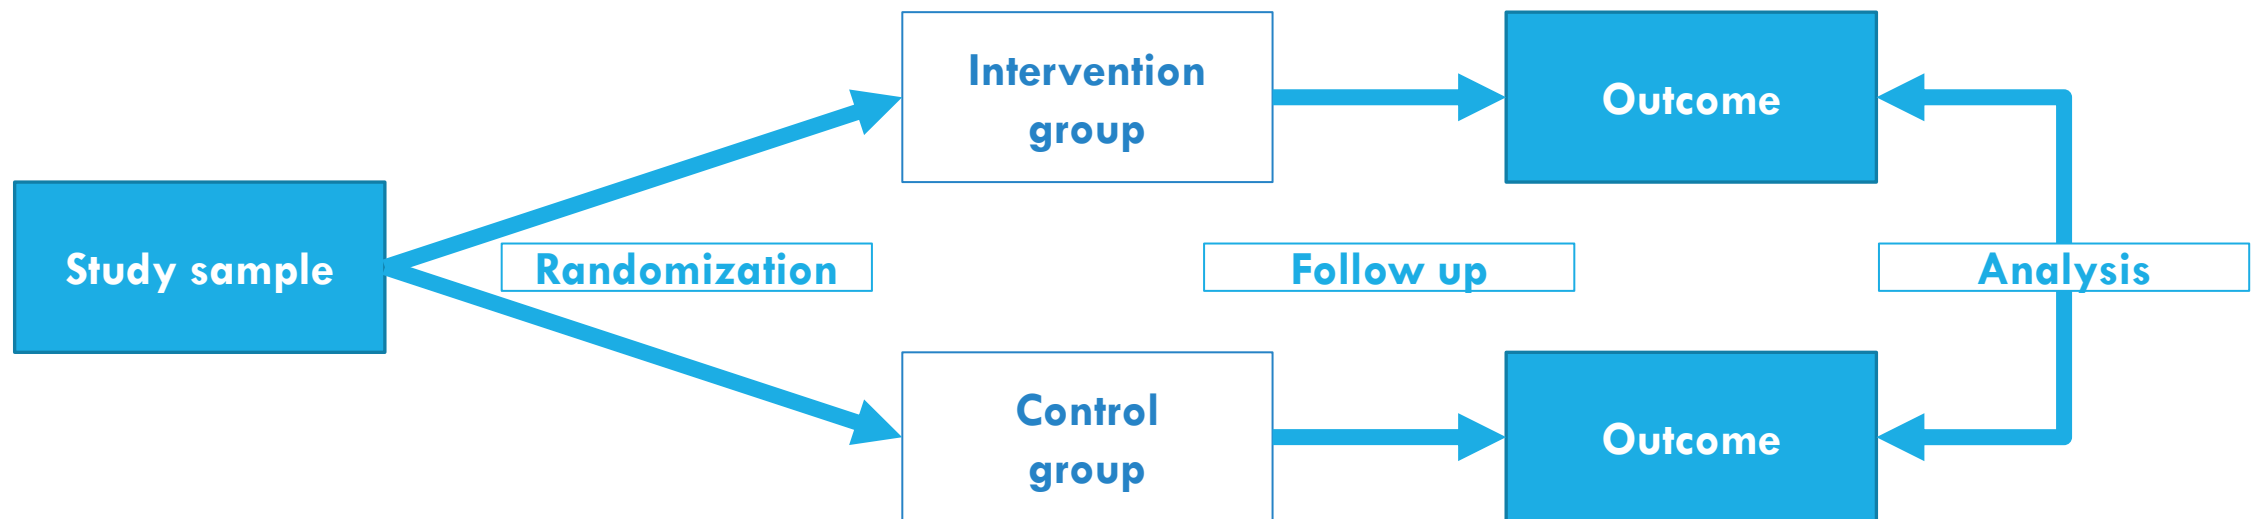 Study sample
Randomization
Intervention
group
Control
group
Follow up
Outcome
Outcome
Analysis